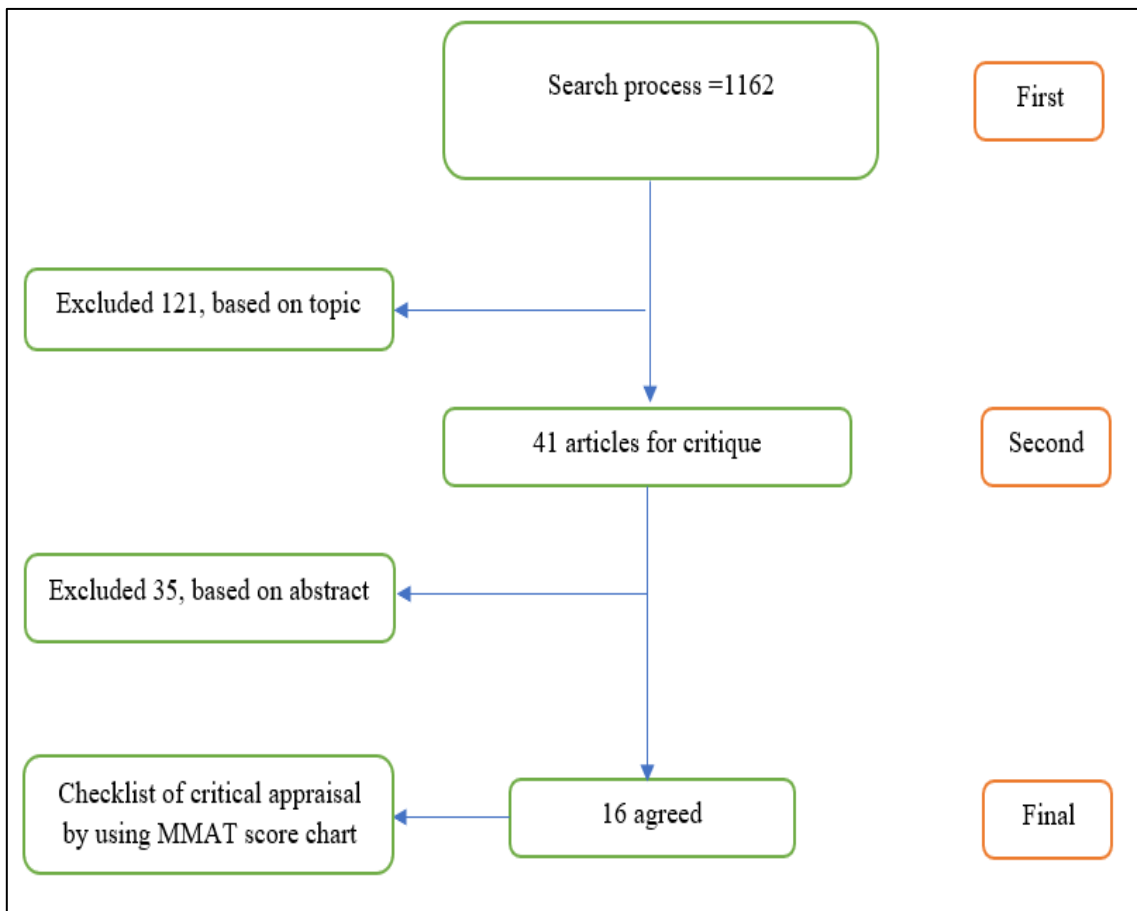 Search process =1162
First
Excluded 121, based on topic
41 articles for critique
Second
Excluded 35, based on abstract
Checklist of critical appraisal
by using MMAT score chart
16 agreed
Final